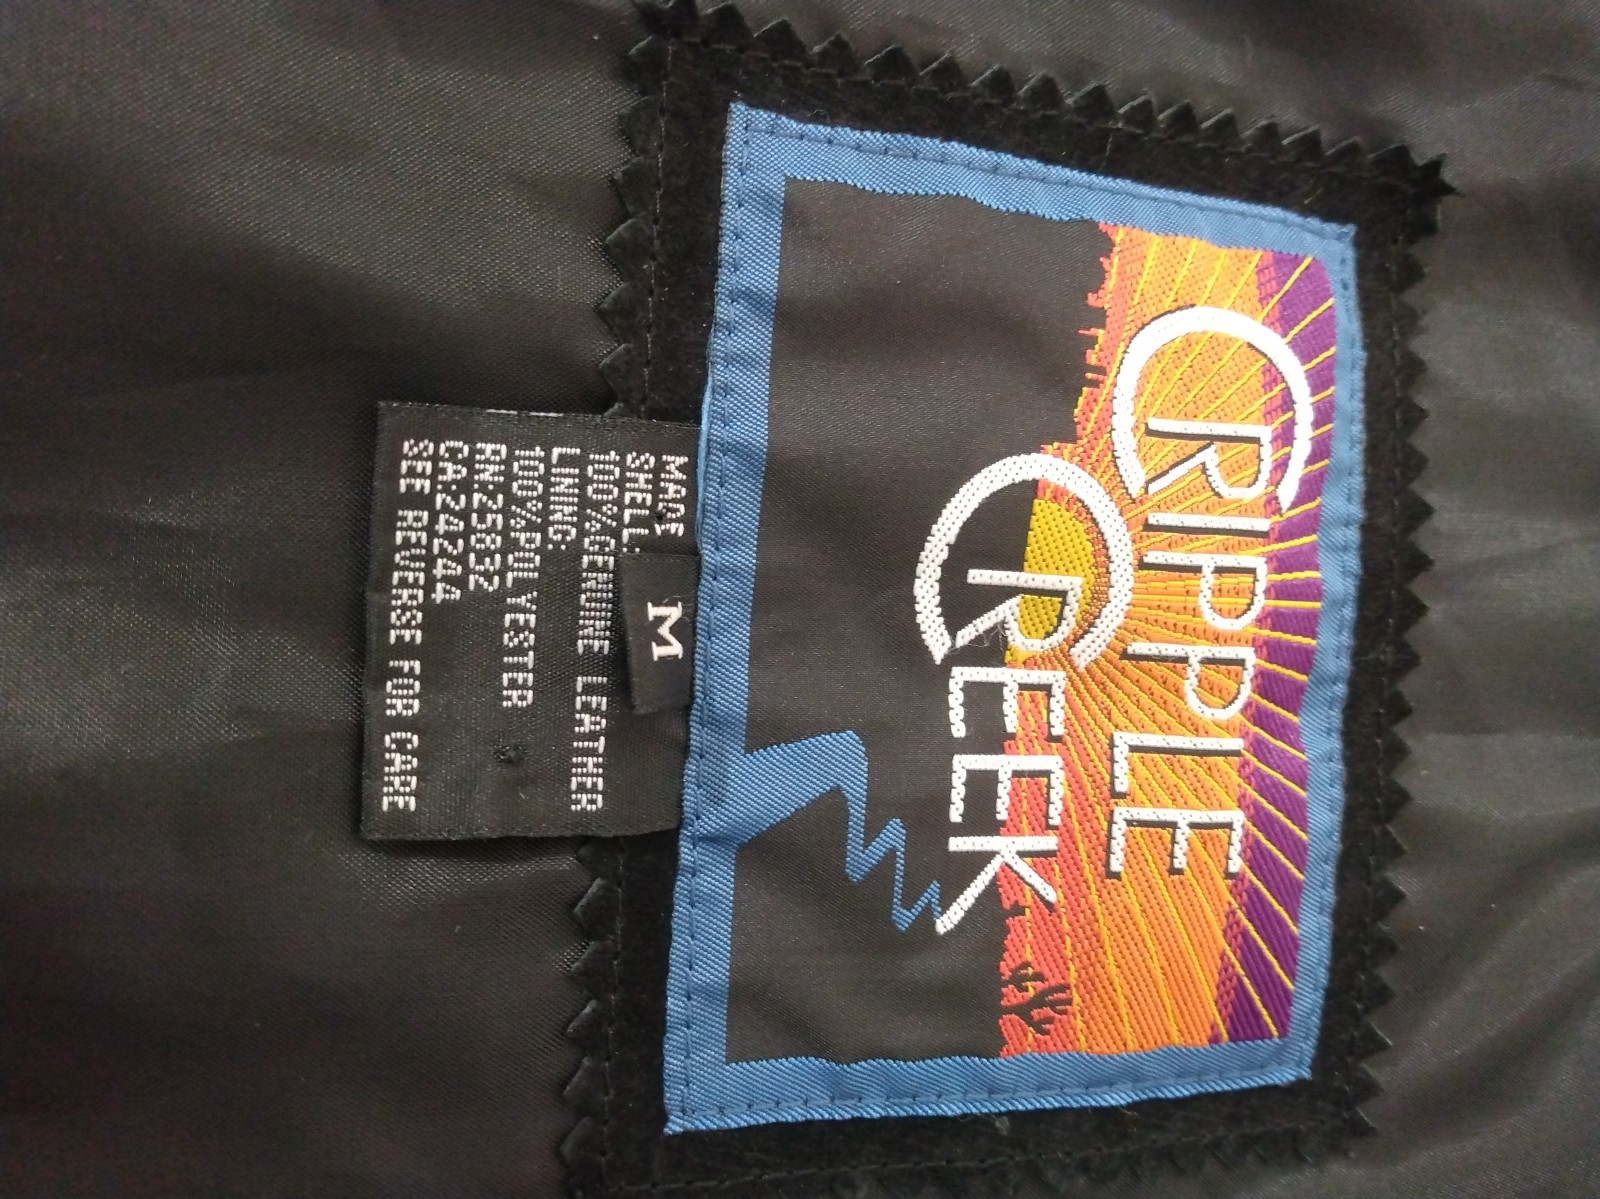 CRIPPLE
CREEK
M
MADE
SHELL:
100% GENUINE LEATHER
LINING:
100% POLYESTER
RN:25832
CA:24244
SEE REVERSE FOR CARE